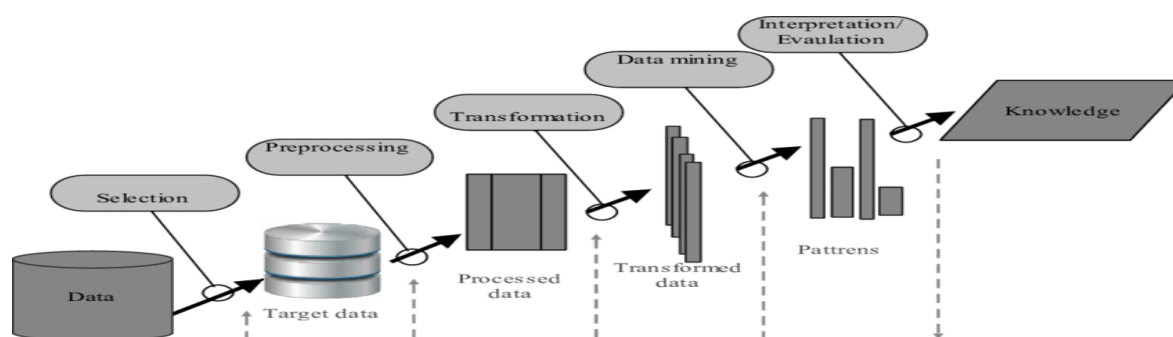 Interpretation/
Evaulation
Data mining
Knowledge
Transformation
Preprocessing
Selection
Pattrens
Transformed
data
Processed
data
Data
Target data